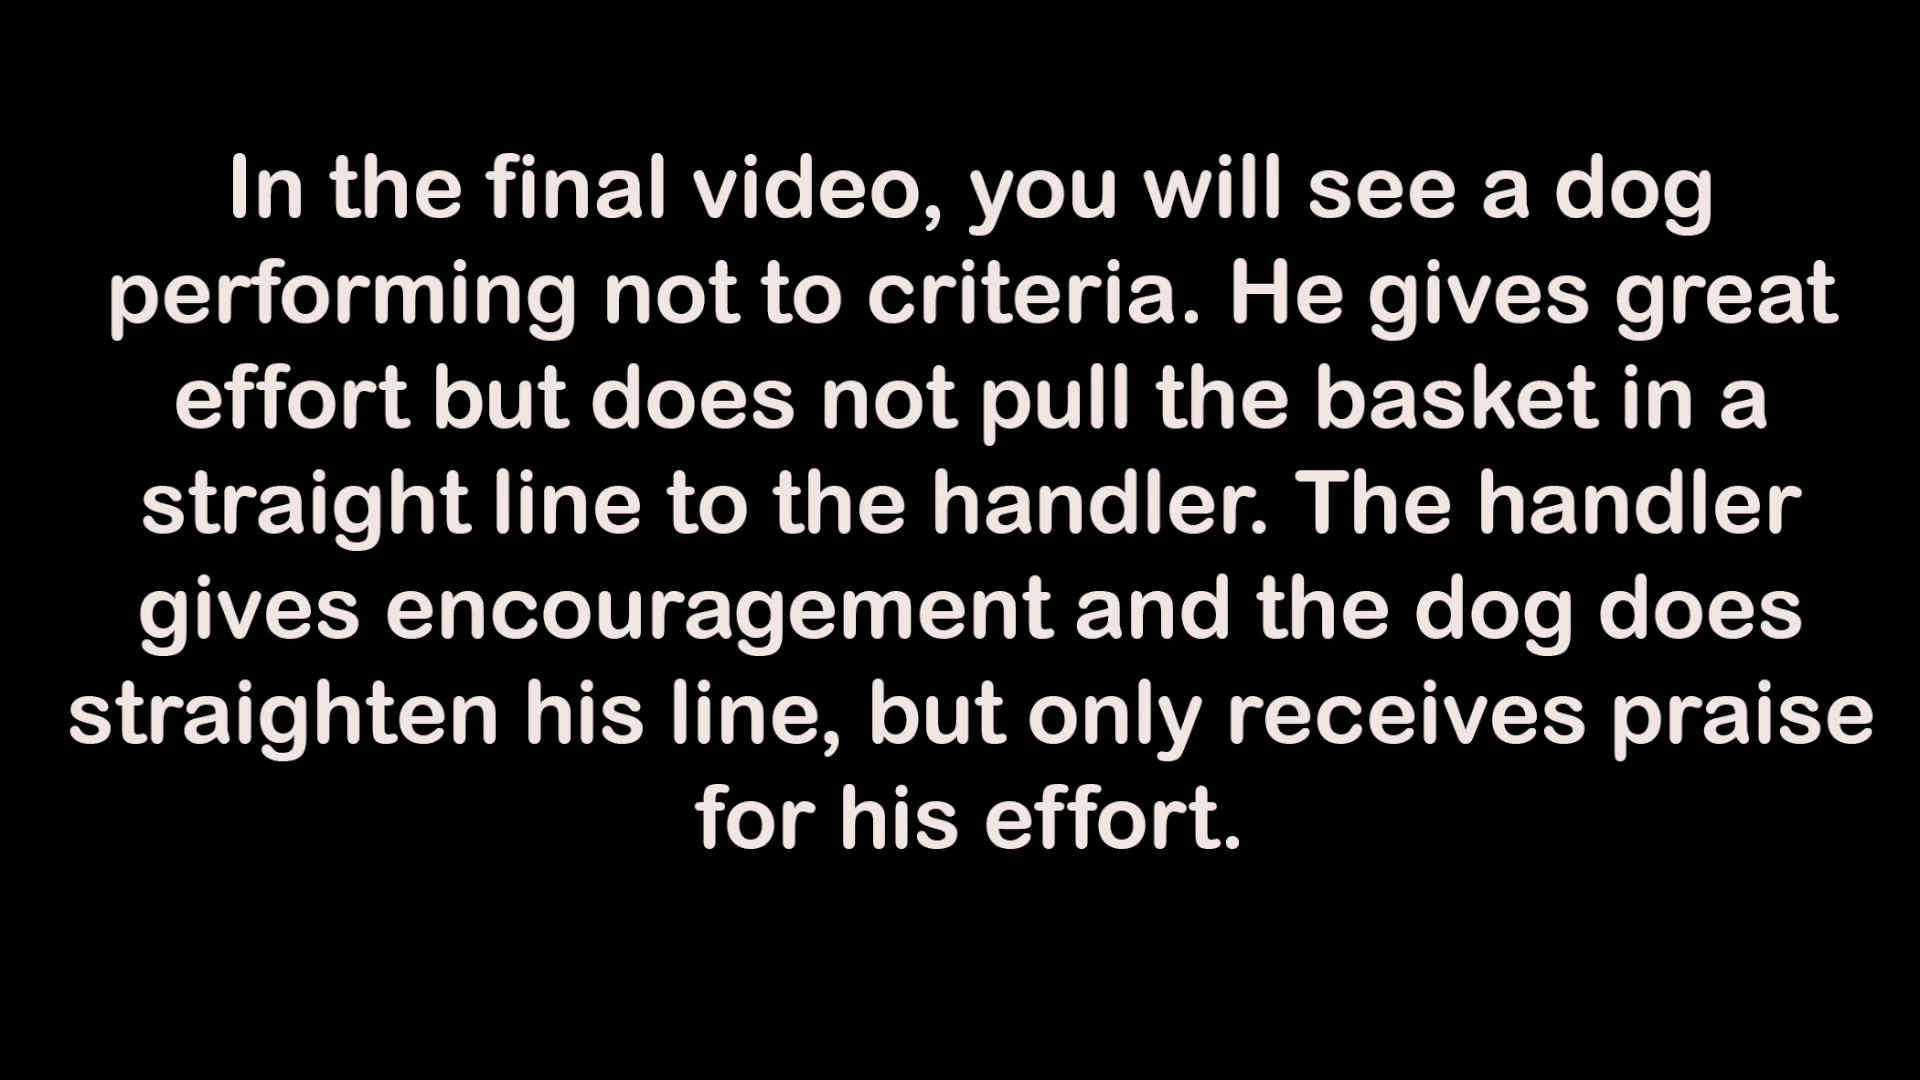 In the final video, you will see a dog
performing not to criteria. He gives great
effort but does not pull the basket in a
straight line to the handler. The handler
gives encouragement and the dog does
straighten his line, but only receives praise
for his effort.